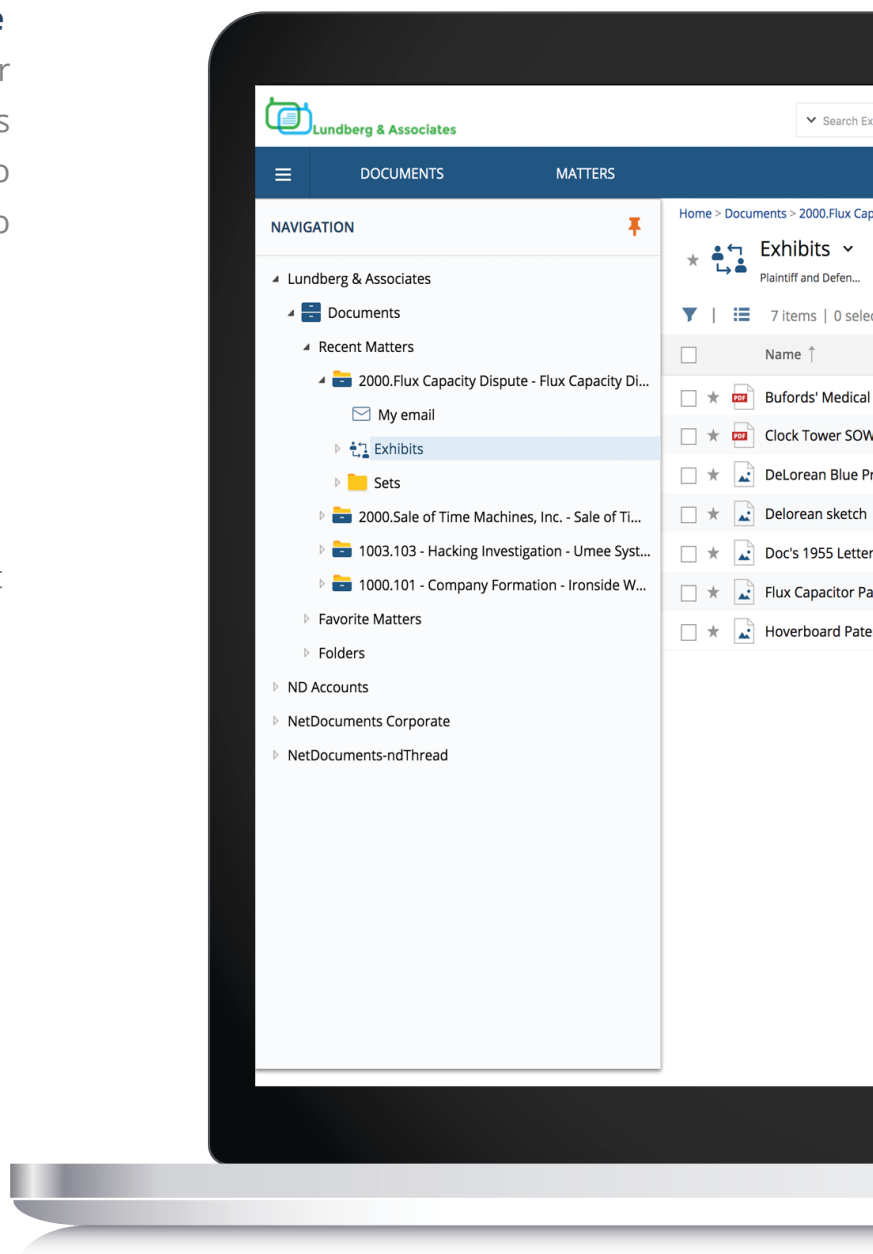 Lundberg & Associates
Search Ex
DOCUMENTS
MATTERS
NAVIGATION
Lundberg & Associates
Documents
Recent Matters
2000.Flux Capacity Dispute - Flux Capacity Di...
My email
Exhibits
Sets
2000.Sale of Time Machines, Inc. - Sale of Ti...
1003.103 - Hacking Investigation - Umee Syst...
1000.101 - Company Formation - Ironside W...
Favorite Matters
Folders
ND Accounts
NetDocuments Corporate
NetDocuments-ndThread
Home > Documents > 2000.Flux Cap
Exhibits
Plaintiff and Defen...
7 items | 0 selec
Name ↑
PDF Bufords' Medical
PDF Clock Tower SOW
DeLorean Blue Pr
Delorean sketch
Doc's 1955 Letter
Flux Capacitor Pa
Hoverboard Pate